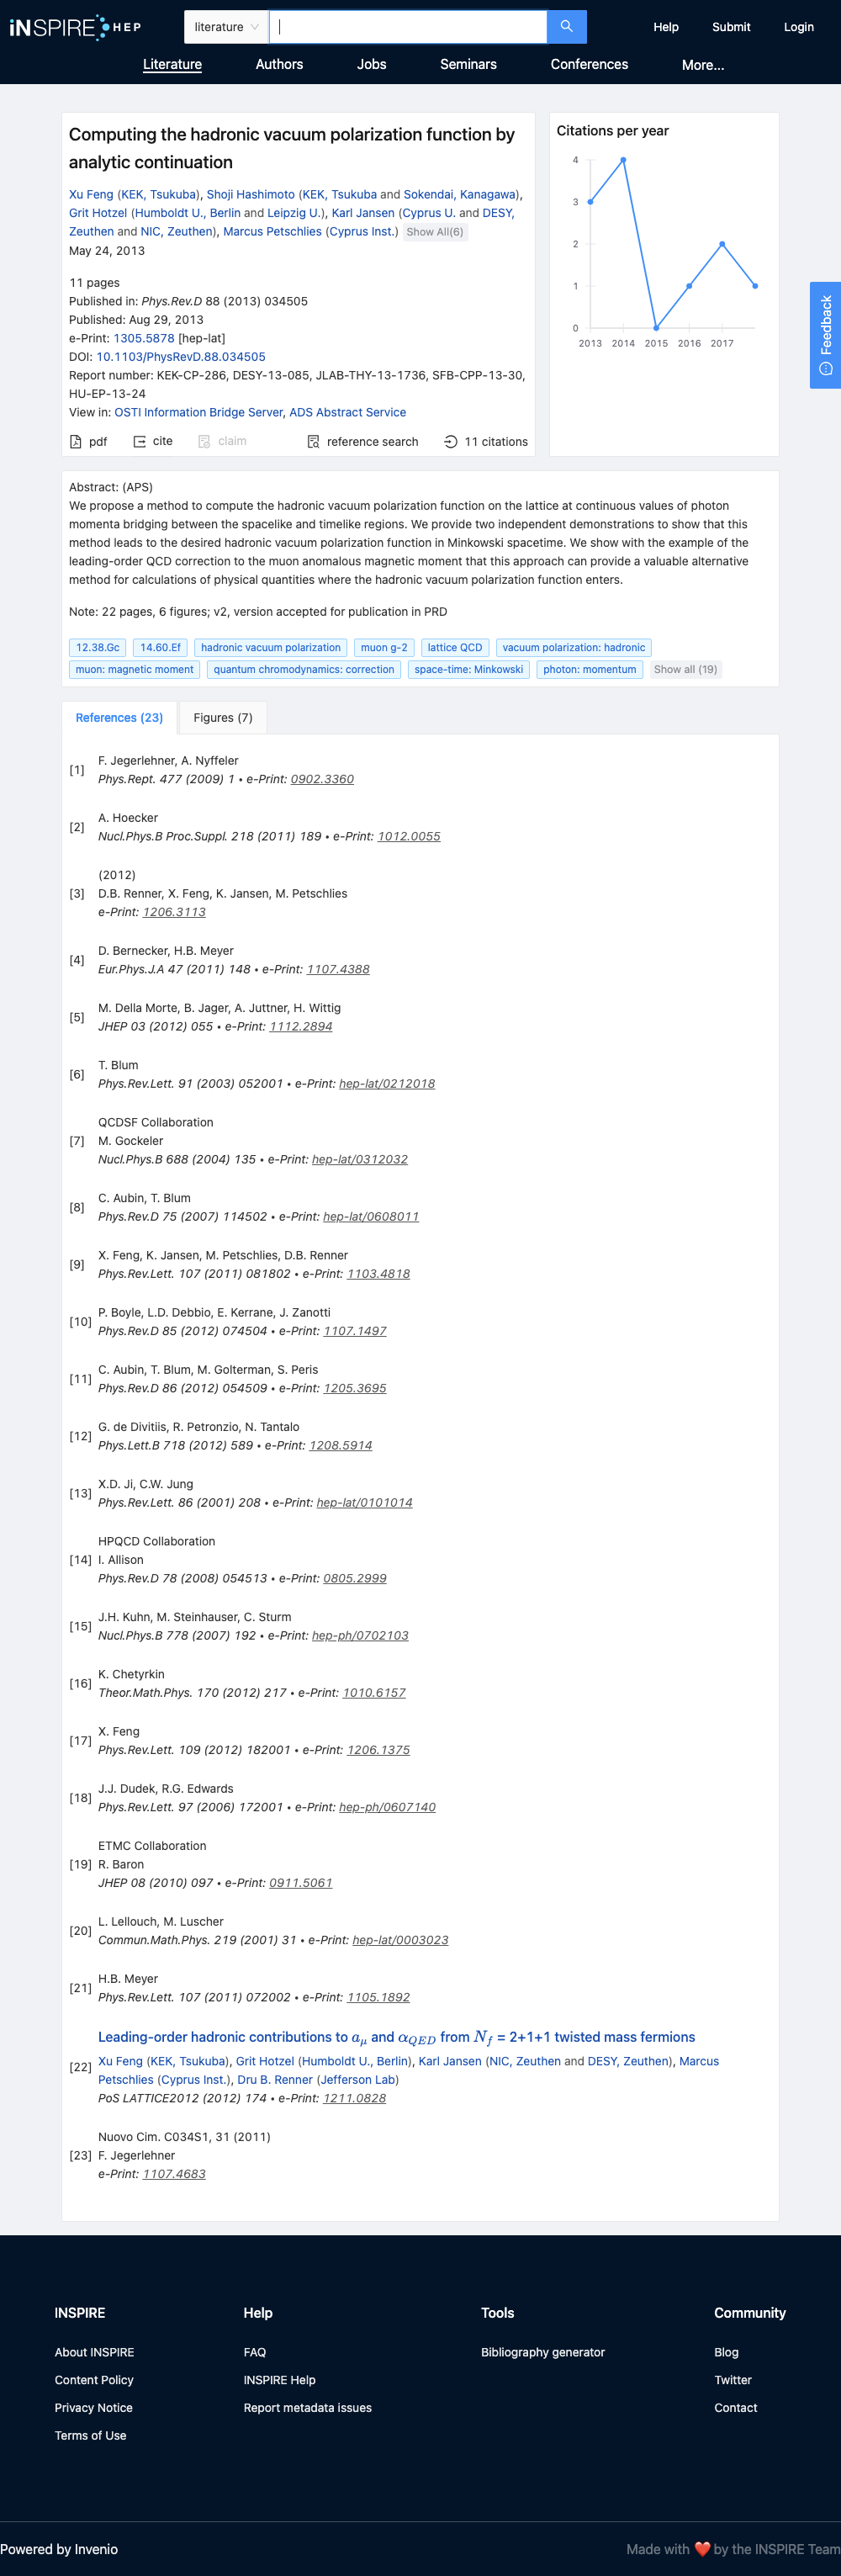 iNSPIRE HEP
literature
Help
Submit
Login
Literature
Authors
Jobs
Seminars
Conferences
More...
Computing the hadronic vacuum polarization function by
analytic continuation
Xu Feng (KEK, Tsukuba), Shoji Hashimoto (KEK, Tsukuba and Sokendai, Kanagawa),
Grit Hotzel (Humboldt U., Berlin and Leipzig U.), Karl Jansen (Cyprus U. and DESY,
Zeuthen and NIC, Zeuthen), Marcus Petschlies (Cyprus Inst.) Show All(6)
May 24, 2013
11 pages
Published in: Phys.Rev.D 88 (2013) 034505
Published: Aug 29, 2013
e-Print: 1305.5878 [hep-lat]
DOI: 10.1103/PhysRevD.88.034505
Report number: KEK-CP-286, DESY-13-085, JLAB-THY-13-1736, SFB-CPP-13-30,
HU-EP-13-24
View in: OSTI Information Bridge Server, ADS Abstract Service
pdf
cite
claim
reference search
11 citations
Citations per year
4
3
2
1
0
2013 2014 2015 2016 2017
Feedback
Abstract: (APS)
We propose a method to compute the hadronic vacuum polarization function on the lattice at continuous values of photon
momenta bridging between the spacelike and timelike regions. We provide two independent demonstrations to show that this
method leads to the desired hadronic vacuum polarization function in Minkowski spacetime. We show with the example of the
leading-order QCD correction to the muon anomalous magnetic moment that this approach can provide a valuable alternative
method for calculations of physical quantities where the hadronic vacuum polarization function enters.
Note: 22 pages, 6 figures; v2, version accepted for publication in PRD
12.38.Gc 14.60.Ef hadronic vacuum polarization muon g-2 lattice QCD vacuum polarization: hadronic
muon: magnetic moment quantum chromodynamics: correction space-time: Minkowski photon: momentum Show all (19)
References (23)
Figures (7)
[1]
F. Jegerlehner, A. Nyffeler
Phys.Rept. 477 (2009) 1 • e-Print: 0902.3360
[2]
A. Hoecker
Nucl.Phys.B Proc.Suppl. 218 (2011) 189 • e-Print: 1012.0055
[3]
(2012)
D.B. Renner, X. Feng, K. Jansen, M. Petschlies
e-Print: 1206.3113
[4]
D. Bernecker, H.B. Meyer
Eur.Phys.J.A 47 (2011) 148 • e-Print: 1107.4388
[5]
M. Della Morte, B. Jager, A. Juttner, H. Wittig
JHEP 03 (2012) 055 • e-Print: 1112.2894
[6]
T. Blum
Phys.Rev.Lett. 91 (2003) 052001 • e-Print: hep-lat/0212018
[7]
QCDSF Collaboration
M. Gockeler
Nucl.Phys.B 688 (2004) 135 • e-Print: hep-lat/0312032
[8]
C. Aubin, T. Blum
Phys.Rev.D 75 (2007) 114502 • e-Print: hep-lat/0608011
[9]
X. Feng, K. Jansen, M. Petschlies, D.B. Renner
Phys.Rev.Lett. 107 (2011) 081802 • e-Print: 1103.4818
[10]
P. Boyle, L.D. Debbio, E. Kerrane, J. Zanotti
Phys.Rev.D 85 (2012) 074504 • e-Print: 1107.1497
[11]
C. Aubin, T. Blum, M. Golterman, S. Peris
Phys.Rev.D 86 (2012) 054509 • e-Print: 1205.3695
[12]
G. de Divitiis, R. Petronzio, N. Tantalo
Phys.Lett.B 718 (2012) 589 • e-Print: 1208.5914
[13]
X.D. Ji, C.W. Jung
Phys.Rev.Lett. 86 (2001) 208 • e-Print: hep-lat/0101014
[14]
HPQCD Collaboration
I. Allison
Phys.Rev.D 78 (2008) 054513 • e-Print: 0805.2999
[15]
J.H. Kuhn, M. Steinhauser, C. Sturm
Nucl.Phys.B 778 (2007) 192 • e-Print: hep-ph/0702103
[16]
K. Chetyrkin
Theor.Math.Phys. 170 (2012) 217 • e-Print: 1010.6157
[17]
X. Feng
Phys.Rev.Lett. 109 (2012) 182001 • e-Print: 1206.1375
[18]
J.J. Dudek, R.G. Edwards
Phys.Rev.Lett. 97 (2006) 172001 • e-Print: hep-ph/0607140
[19]
ETMC Collaboration
R. Baron
JHEP 08 (2010) 097 • e-Print: 0911.5061
[20]
L. Lellouch, M. Luscher
Commun.Math.Phys. 219 (2001) 31 • e-Print: hep-lat/0003023
[21]
H.B. Meyer
Phys.Rev.Lett. 107 (2011) 072002 • e-Print: 1105.1892
[22]
Leading-order hadronic contributions to aμ and αQED from Nf = 2+1+1 twisted mass fermions
Xu Feng (KEK, Tsukuba), Grit Hotzel (Humboldt U., Berlin), Karl Jansen (NIC, Zeuthen and DESY, Zeuthen), Marcus
Petschlies (Cyprus Inst.), Dru B. Renner (Jefferson Lab)
PoS LATTICE2012 (2012) 174 • e-Print: 1211.0828
[23]
Nuovo Cim. C034S1, 31 (2011)
F. Jegerlehner
e-Print: 1107.4683
INSPIRE
About INSPIRE
Content Policy
Privacy Notice
Terms of Use
Help
FAQ
INSPIRE Help
Report metadata issues
Tools
Bibliography generator
Community
Blog
Twitter
Contact
Powered by Invenio
Made with ❤️ by the INSPIRE Team